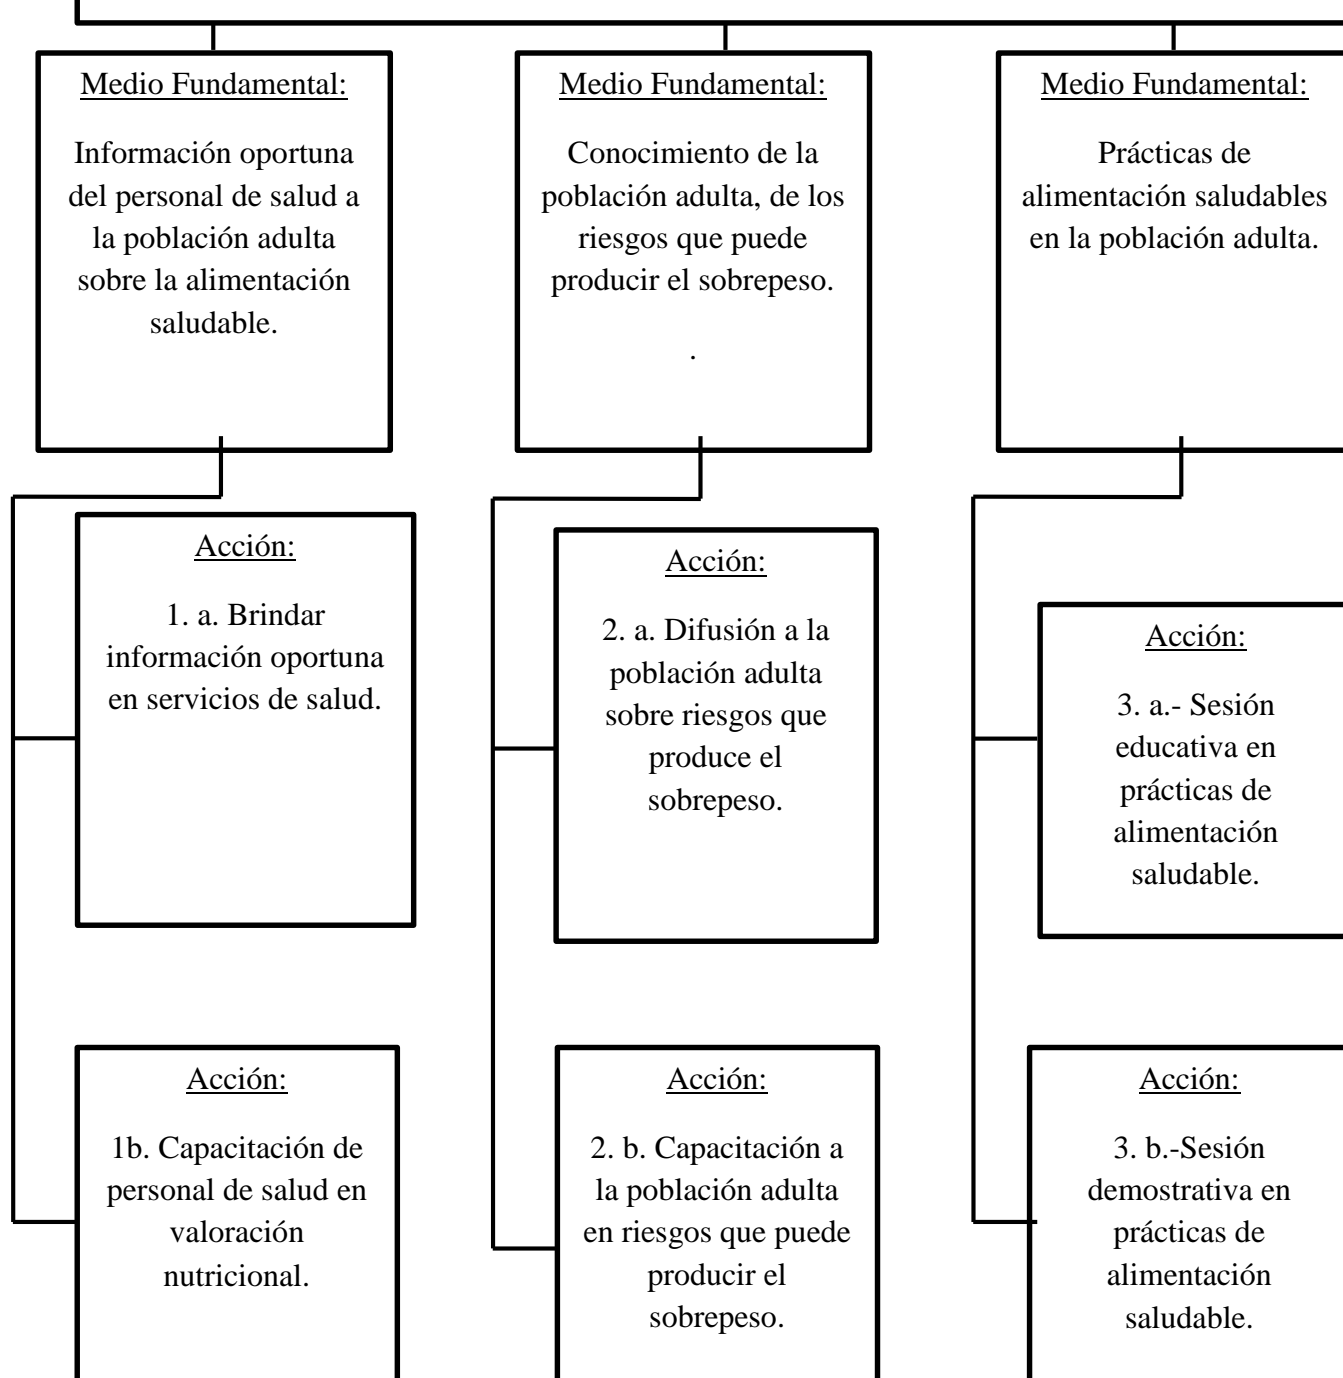 Medio Fundamental:
Información oportuna
del personal de salud a
la población adulta
sobre la alimentación
saludable.
Medio Fundamental:
Conocimiento de la
población adulta, de los
riesgos que puede
producir el sobrepeso.
.
Medio Fundamental:
Prácticas de
alimentación saludables
en la población adulta.
Acción:
1. a. Brindar
información oportuna
en servicios de salud.
Acción:
2. a. Difusión a la
población adulta
sobre riesgos que
produce el
sobrepeso.
Acción:
3. a.- Sesión
educativa en
prácticas de
alimentación
saludable.
Acción:
1b. Capacitación de
personal de salud en
valoración
nutricional.
Acción:
2. b. Capacitación a
la población adulta
en riesgos que puede
producir el
sobrepeso.
Acción:
3. b.-Sesión
demostrativa en
prácticas de
alimentación
saludable.